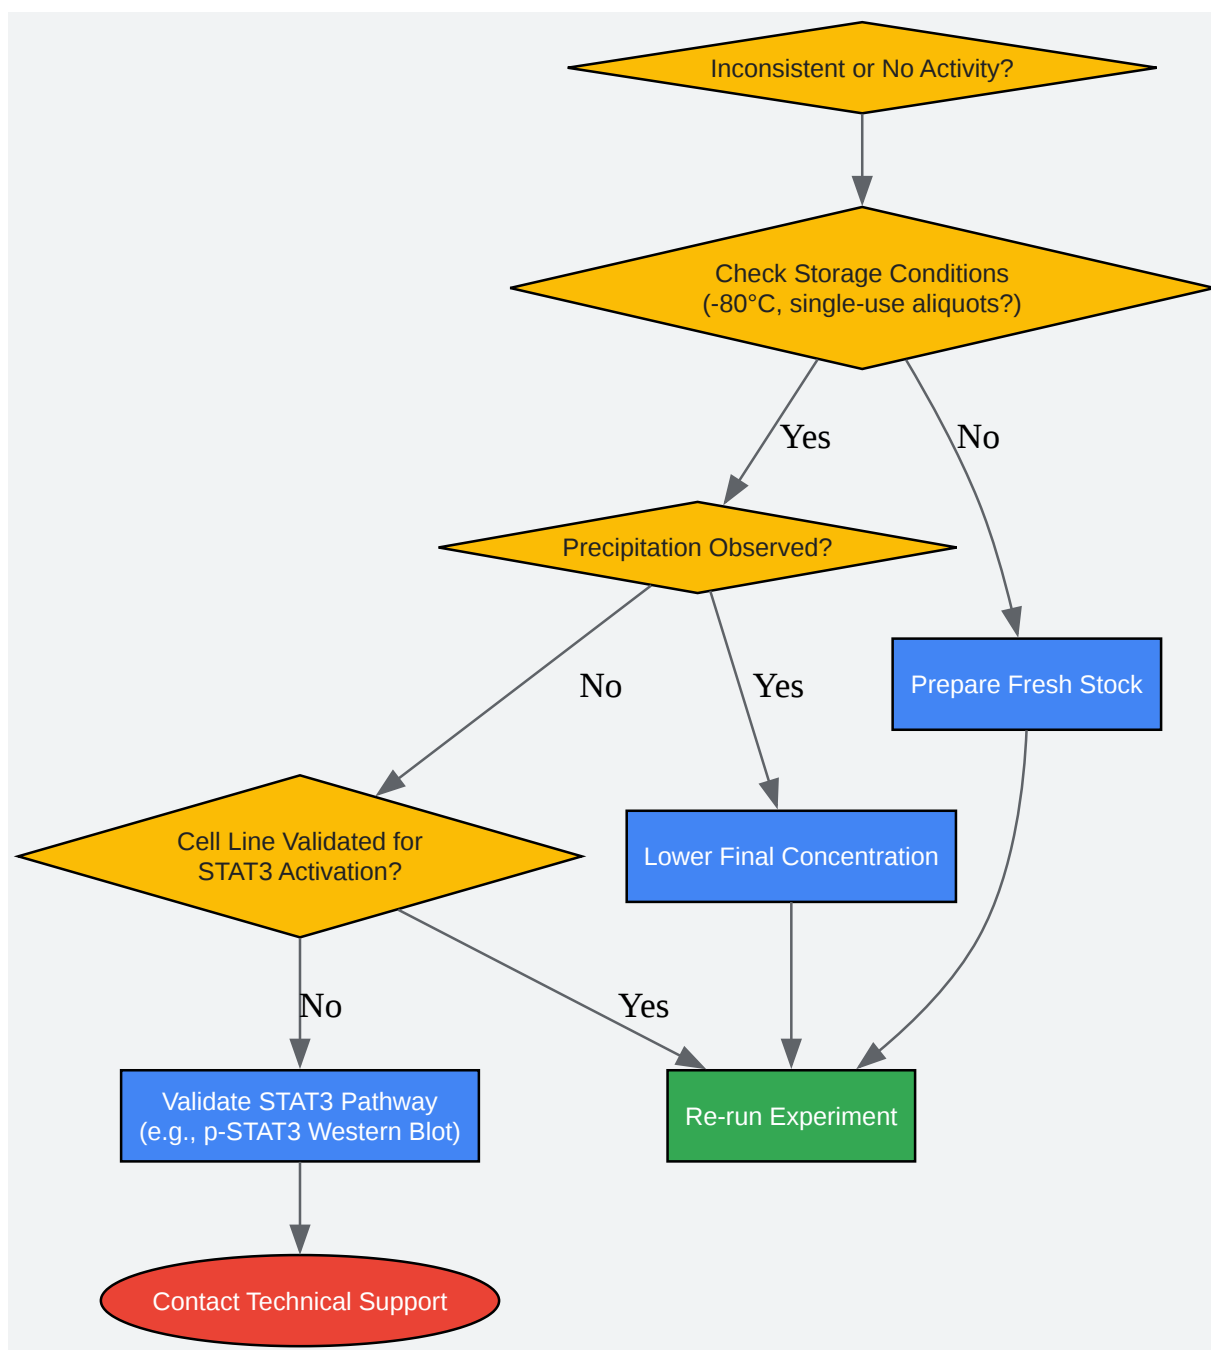 Inconsistent or No Activity?
Check Storage Conditions
(-80°C, single-use aliquots?)
Yes
No
Precipitation Observed?
No
Yes
Prepare Fresh Stock
Cell Line Validated for
STAT3 Activation?
Lower Final Concentration
No
Yes
Validate STAT3 Pathway
(e.g., p-STAT3 Western Blot)
Re-run Experiment
Contact Technical Support